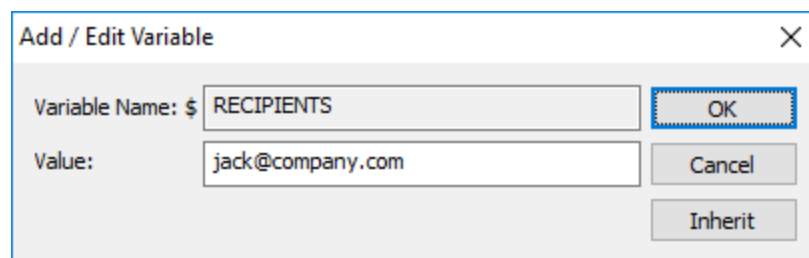 Add / Edit Variable
Variable Name: $ RECIPIENTS OK
Value: jack@company.com Cancel
Inherit